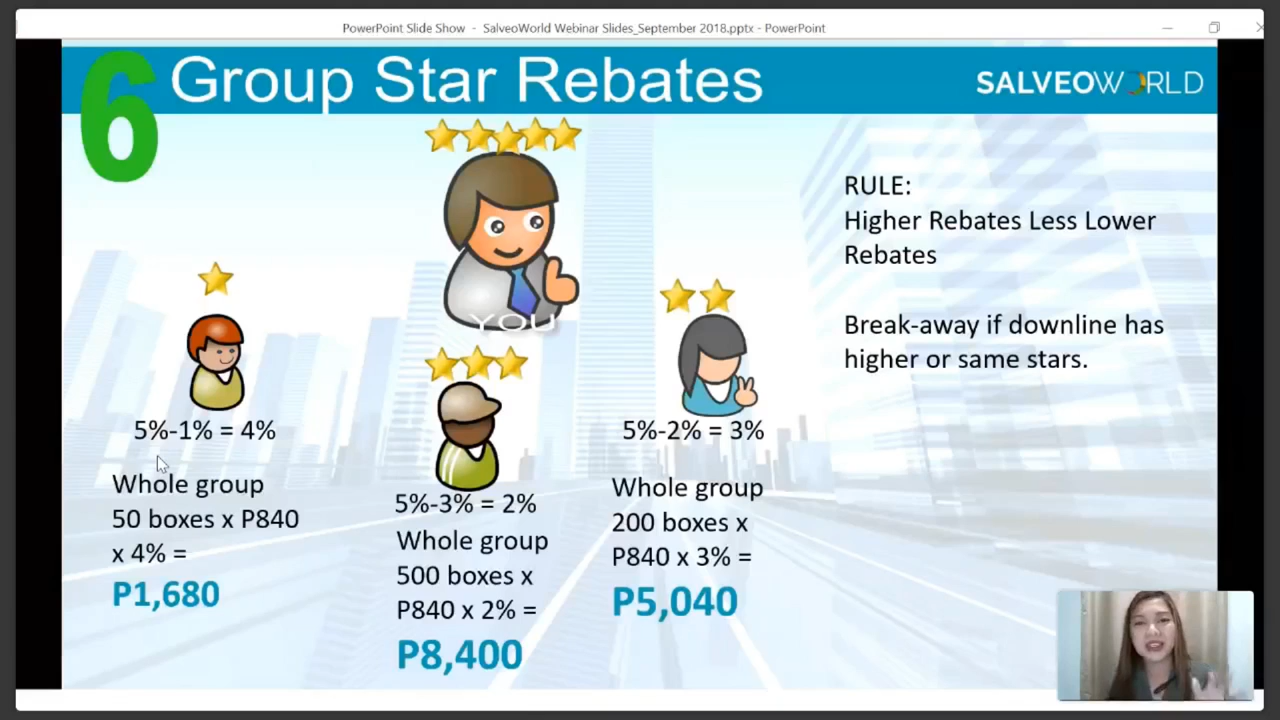 PowerPoint Slide Show - SalveoWorld Webinar Slides_September 2018.pptx - PowerPoint
6 Group Star Rebates
SALVEOWORLD
RULE:
Higher Rebates Less Lower
Rebates
Break-away if downline has
higher or same stars.
YOU
5%-1% = 4%
Whole group
50 boxes x P840
x 4% =
P1,680
5%-3% = 2%
Whole group
500 boxes x
P840 x 2% =
P8,400
5%-2% = 3%
Whole group
200 boxes x
P840 x 3% =
P5,040